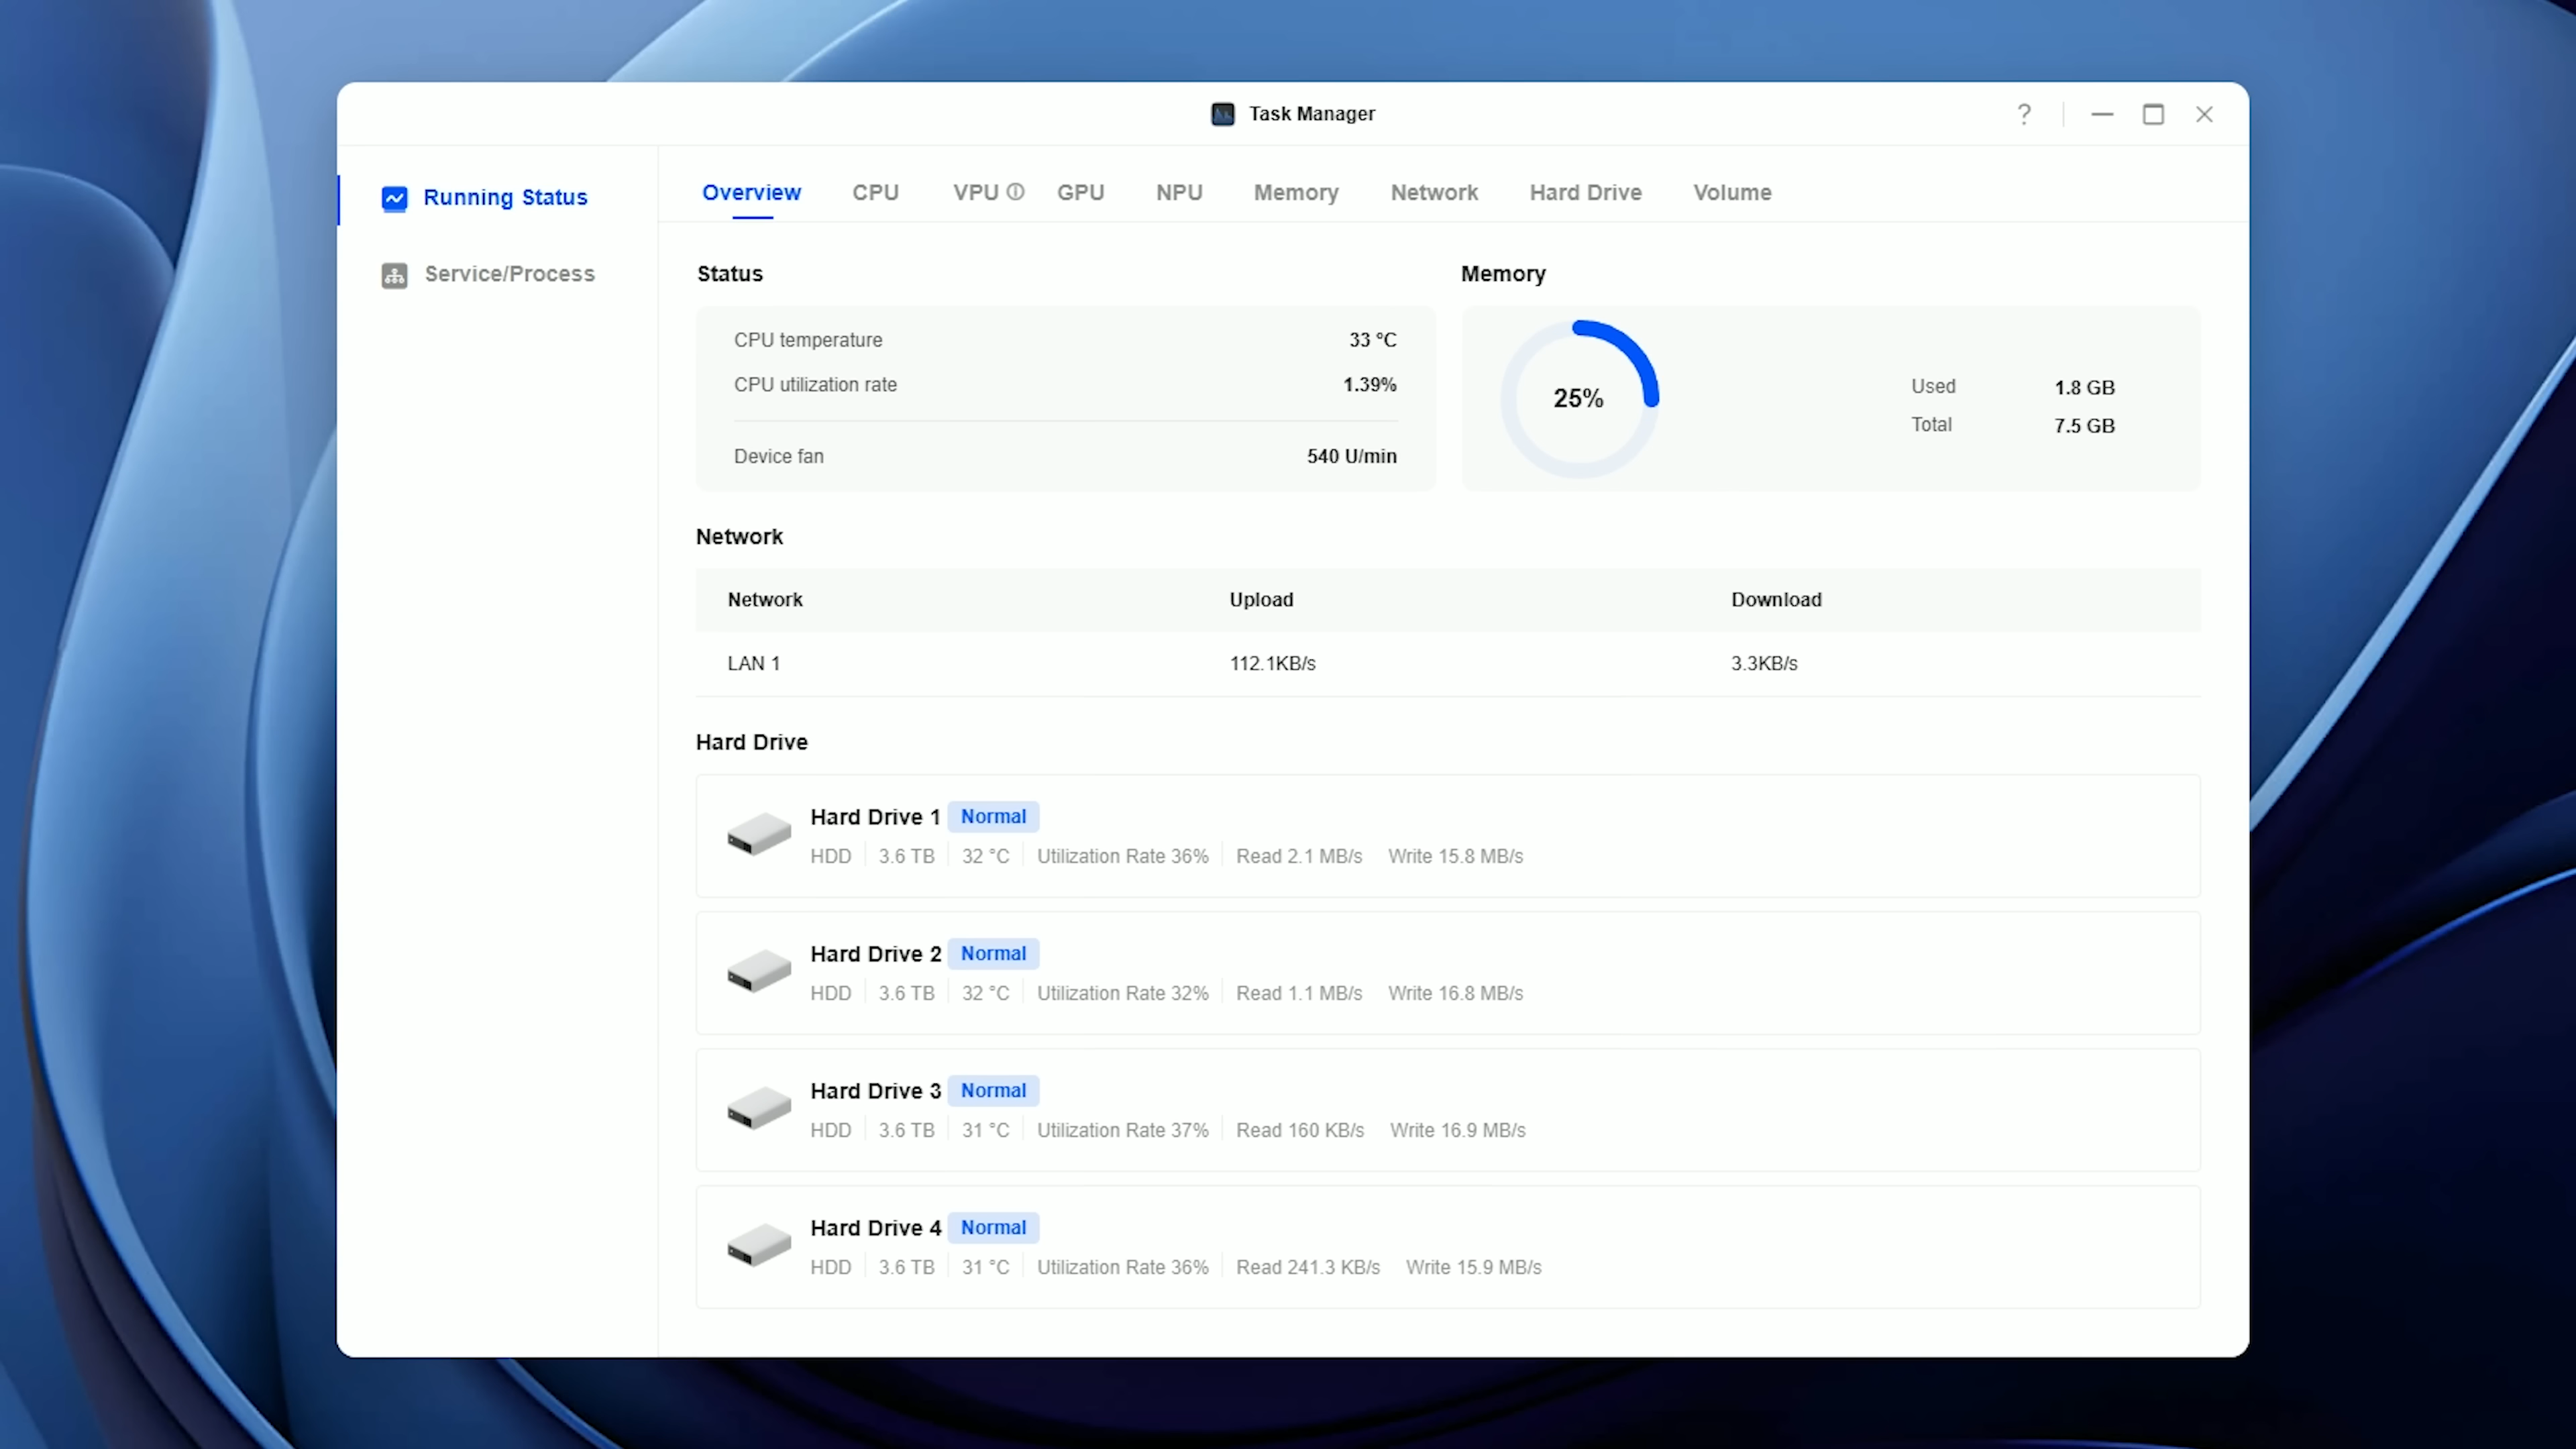 Task Manager
?
Running Status
Service/Process
Overview CPU VPU GPU NPU Memory Network Hard Drive Volume
Status
CPU temperature 33 °C
CPU utilization rate 1.39%
Device fan 540 U/min
Memory
25%
Used 1.8 GB
Total 7.5 GB
Network
Network Upload Download
LAN 1 112.1KB/s 3.3KB/s
Hard Drive
Hard Drive 1 Normal
HDD 3.6 TB 32 °C Utilization Rate 36% Read 2.1 MB/s Write 15.8 MB/s
Hard Drive 2 Normal
HDD 3.6 TB 32 °C Utilization Rate 32% Read 1.1 MB/s Write 16.8 MB/s
Hard Drive 3 Normal
HDD 3.6 TB 31 °C Utilization Rate 37% Read 160 KB/s Write 16.9 MB/s
Hard Drive 4 Normal
HDD 3.6 TB 31 °C Utilization Rate 36% Read 241.3 KB/s Write 15.9 MB/s